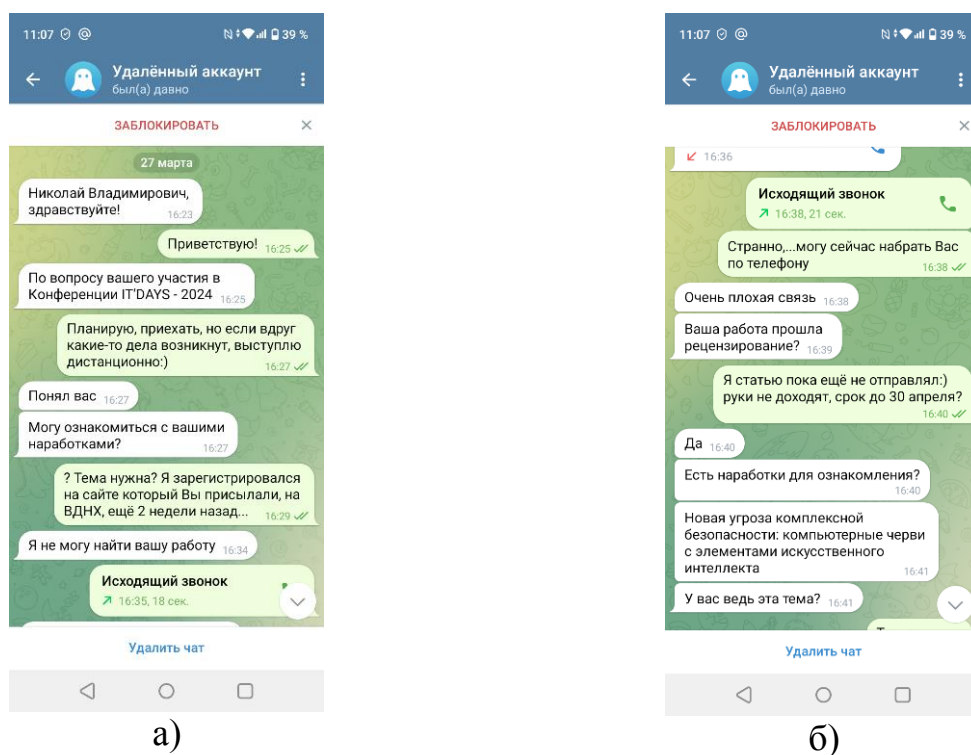 11:07 39 %
Удалённый аккаунт
был(а) давно
ЗАБЛОКИРОВАТЬ
27 марта
Николай Владимирович,
здравствуйте! 16:23
Приветствую! 16:25
По вопросу вашего участия в
Конференции IT'DAYS - 2024 16:25
Планирую, приехать, но если вдруг
какие-то дела возникнут, выступлю
дистанционно:) 16:27
Понял вас 16:27
Могу ознакомиться с вашими
наработками? 16:27
? Тема нужна? Я зарегистрировался
на сайте который Вы присылали, на
ВДНХ, ещё 2 недели назад... 16:29
Я не могу найти вашу работу 16:34
Исходящий звонок
16:35, 18 сек.
Удалить чат
а)
11:07 39 %
Удалённый аккаунт
был(а) давно
ЗАБЛОКИРОВАТЬ
16:36
Исходящий звонок
16:38, 21 сек.
Странно,...могу сейчас набрать Вас
по телефону 16:38
Очень плохая связь 16:38
Ваша работа прошла
рецензирование? 16:39
Я статью пока ещё не отправлял:)
руки не доходят, срок до 30 апреля?
16:40
Да 16:40
Есть наработки для ознакомления?
16:40
Новая угроза комплексной
безопасности: компьютерные черви
с элементами искусственного
интеллекта 16:41
У вас ведь эта тема? 16:41
Удалить чат
б)